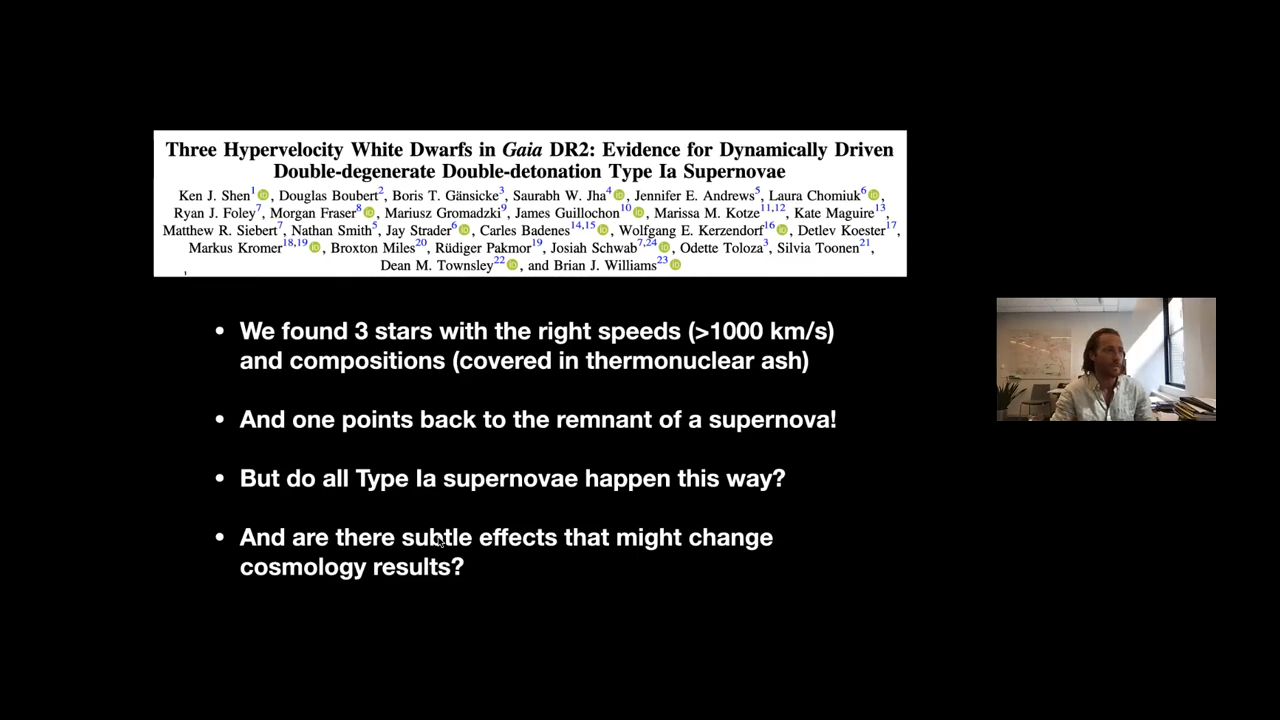 Three Hypervelocity White Dwarfs in Gaia DR2: Evidence for Dynamically Driven
Double-degenerate Double-detonation Type Ia Supernovae
Ken J. Shen1, Douglas Boubert2, Boris T. Gänsicke3, Saurabh W. Jha4, Jennifer E. Andrews5, Laura Chomiuk6,
Ryan J. Foley7, Morgan Fraser8, Mariusz Gromadzki9, James Guillochon10, Marissa M. Kotze11,12, Kate Maguire13,
Matthew R. Siebert7, Nathan Smith5, Jay Strader6, Carles Badenes14,15, Wolfgang E. Kerzendorf16, Detlev Koester17,
Markus Kromer18,19, Broxton Miles20, Rüdiger Pakmor19, Josiah Schwab7,24, Odette Toloza3, Silvia Toonen21,
Dean M. Townsley22, and Brian J. Williams23
• We found 3 stars with the right speeds (>1000 km/s)
and compositions (covered in thermonuclear ash)
• And one points back to the remnant of a supernova!
• But do all Type Ia supernovae happen this way?
• And are there subtle effects that might change
cosmology results?